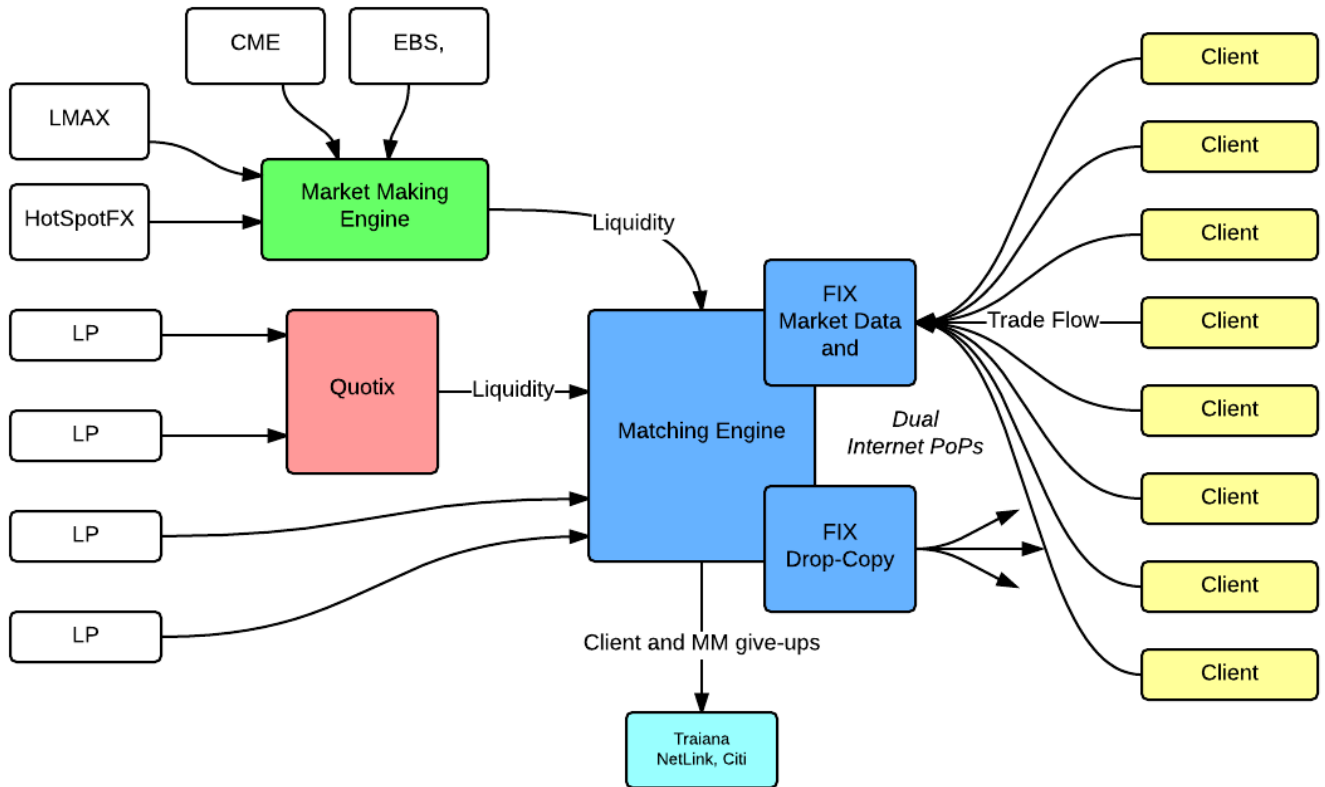 CME
EBS,
LMAX
HotSpotFX
Market Making
Engine
Liquidity
LP
LP
LP
LP
Quotix
Liquidity
Matching Engine
FIX
Market Data
and
Dual
Internet PoPs
FIX
Drop-Copy
Client and MM give-ups
Traiana
NetLink, Citi
Trade Flow
Client
Client
Client
Client
Client
Client
Client
Client